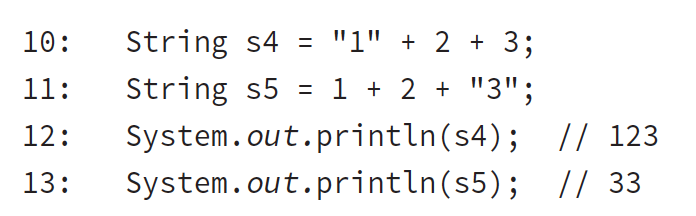 10:   String s4 = "1" + 2 + 3;
11:   String s5 = 1 + 2 + "3";
12:   System.out.println(s4);  // 123
13:   System.out.println(s5);  // 33